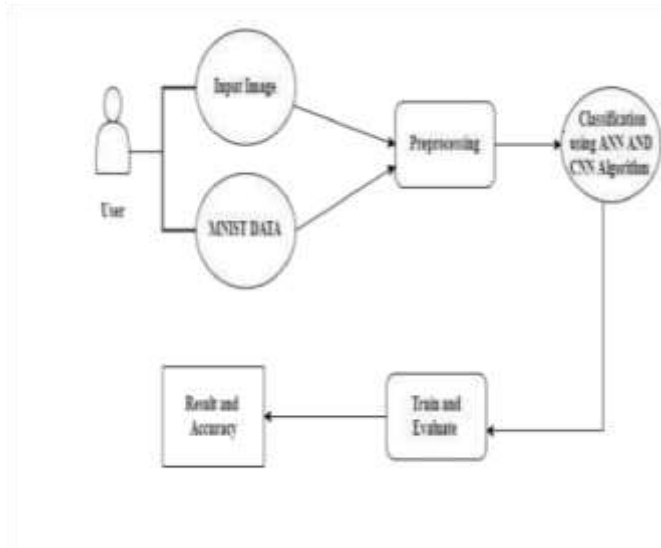 Input Image
Classification
using ANN AND
CNN Algorithm
Preprocessing
User
MNIST DATA
Result and
Accuracy
Train and
Evaluate